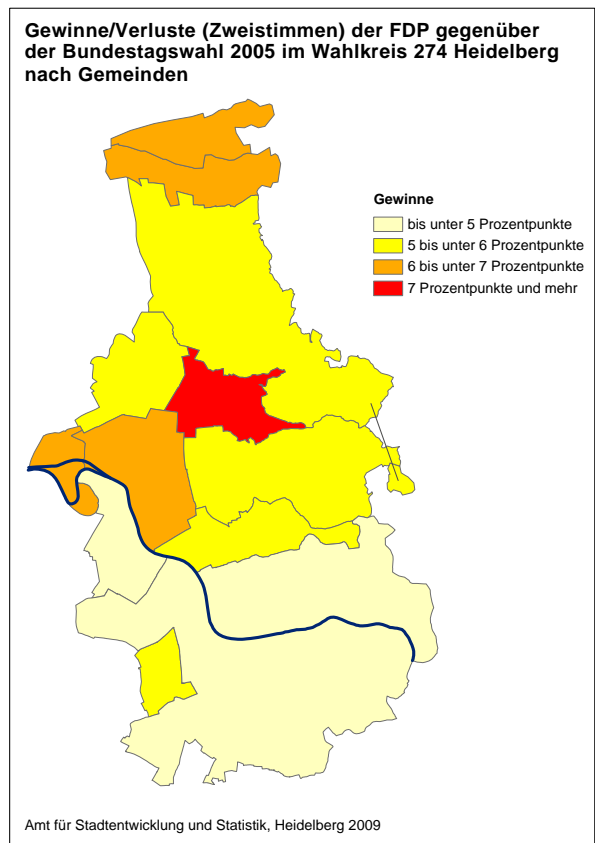 Gewinne/Verluste (Zweistimmen) der FDP gegenüber
der Bundestagswahl 2005 im Wahlkreis 274 Heidelberg
nach Gemeinden
Gewinne
bis unter 5 Prozentpunkte
5 bis unter 6 Prozentpunkte
6 bis unter 7 Prozentpunkte
7 Prozentpunkte und mehr
Amt für Stadtentwicklung und Statistik, Heidelberg 2009